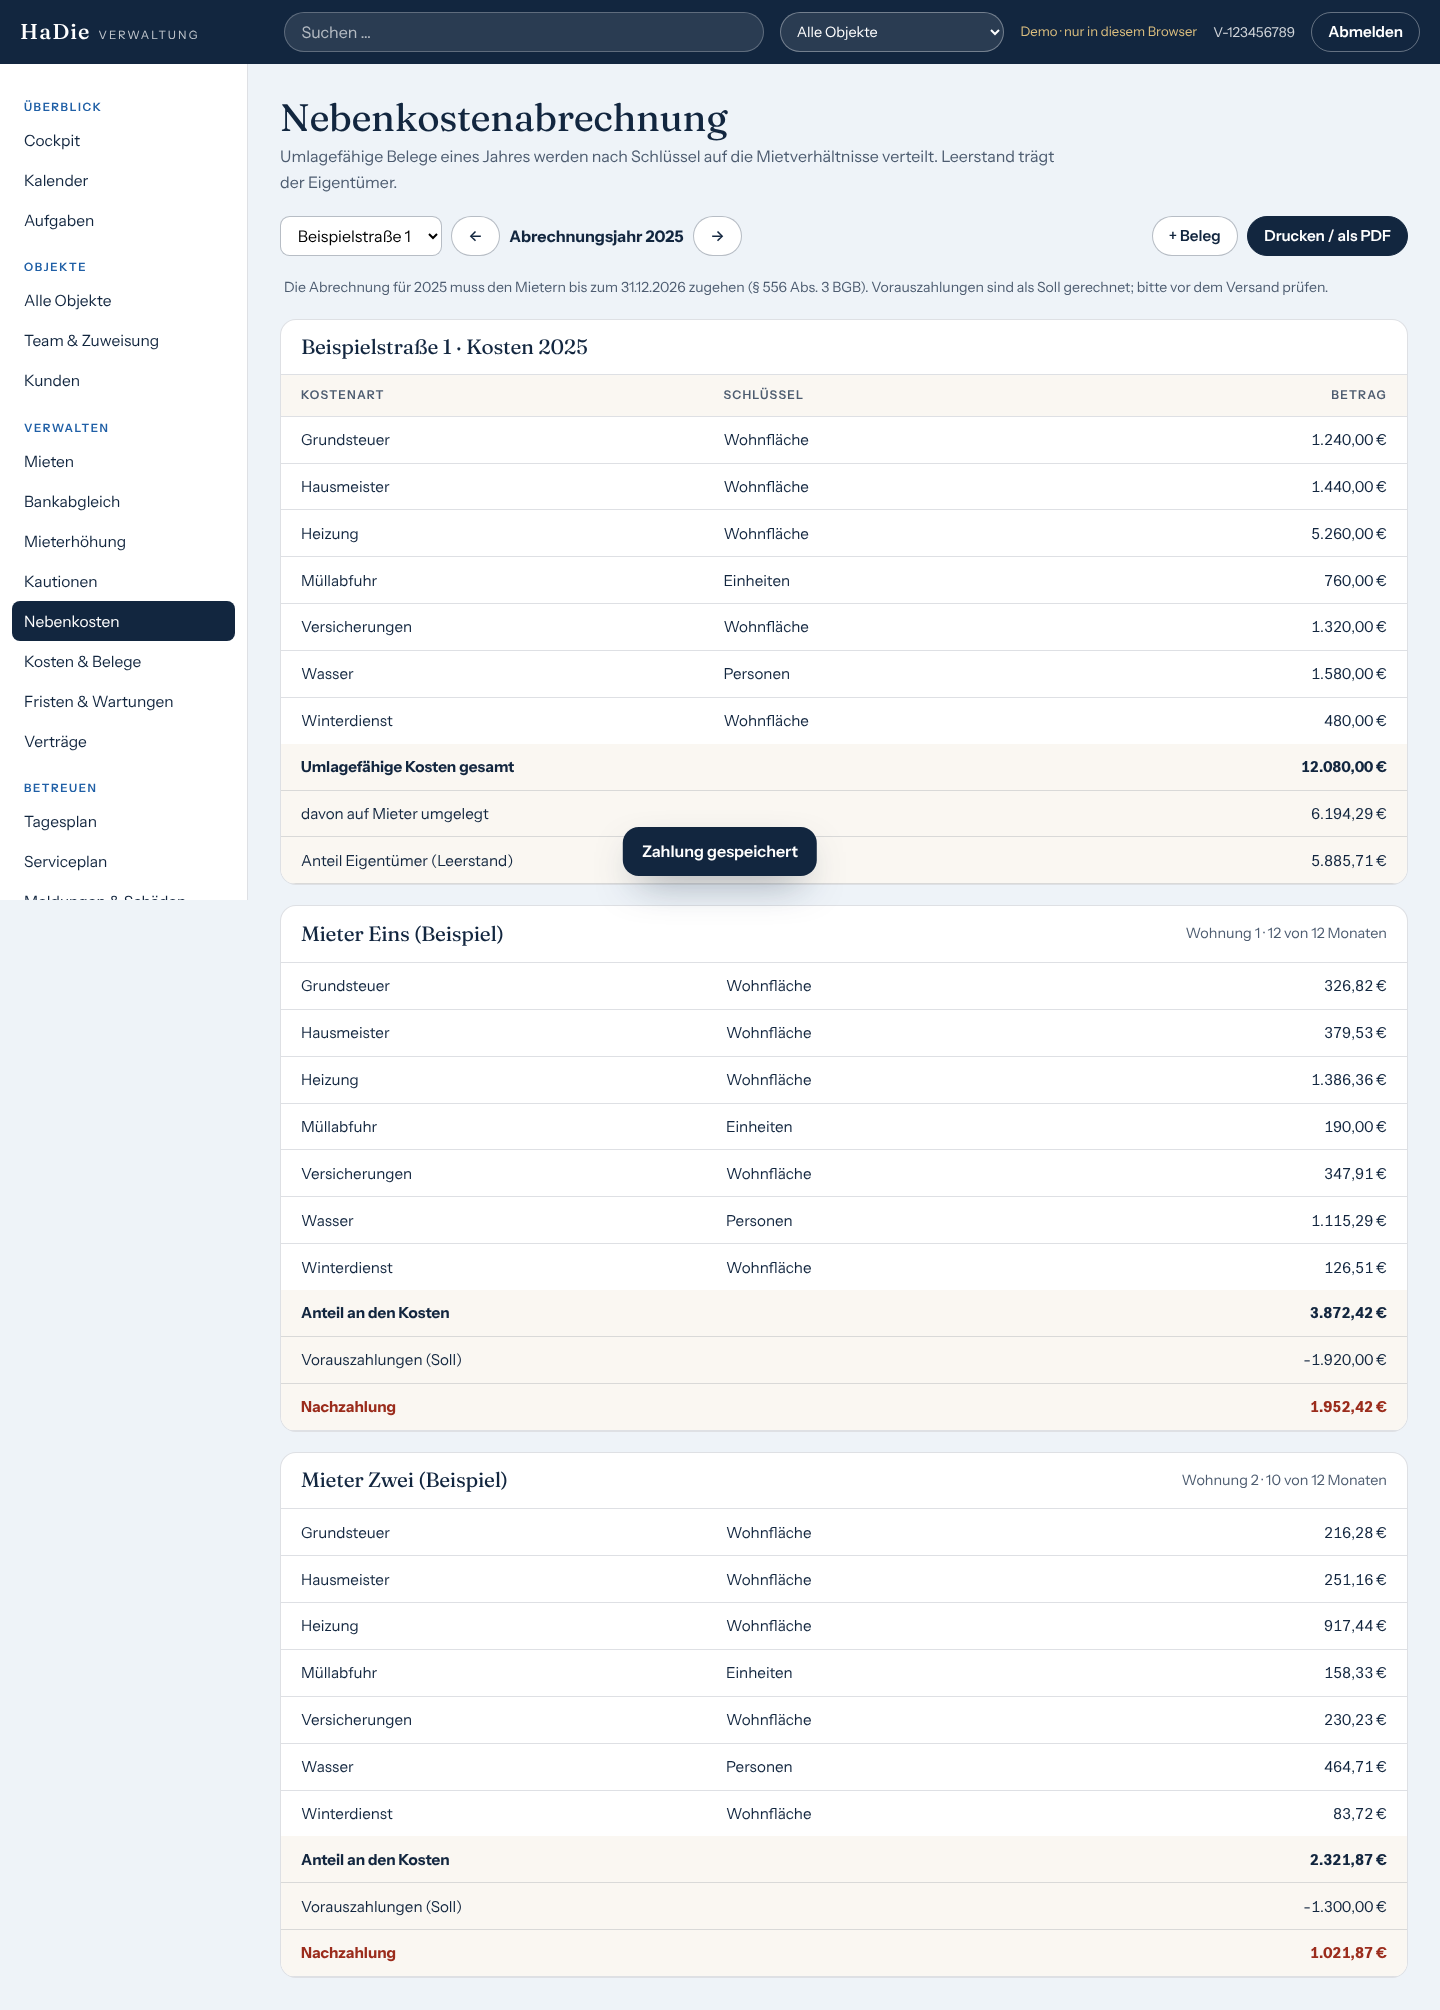 HaDie VERWALTUNG
Suchen ...
Alle Objekte
Demo · nur in diesem Browser
V-123456789
Abmelden
ÜBERBLICK
Cockpit
Kalender
Aufgaben
OBJEKTE
Alle Objekte
Team & Zuweisung
Kunden
VERWALTEN
Mieten
Bankabgleich
Mieterhöhung
Kautionen
Nebenkosten
Kosten & Belege
Fristen & Wartungen
Verträge
BETREUEN
Tagesplan
Serviceplan
Meldungen & Schäden
Nebenkostenabrechnung
Umlagefähige Belege eines Jahres werden nach Schlüssel auf die Mietverhältnisse verteilt. Leerstand trägt
der Eigentümer.
Beispielstraße 1 ← Abrechnungsjahr 2025 → + Beleg Drucken / als PDF
Die Abrechnung für 2025 muss den Mietern bis zum 31.12.2026 zugehen (§ 556 Abs. 3 BGB). Vorauszahlungen sind als Soll gerechnet; bitte vor dem Versand prüfen.
Beispielstraße 1 · Kosten 2025
KOSTENART SCHLÜSSEL BETRAG
Grundsteuer Wohnfläche 1.240,00 €
Hausmeister Wohnfläche 1.440,00 €
Heizung Wohnfläche 5.260,00 €
Müllabfuhr Einheiten 760,00 €
Versicherungen Wohnfläche 1.320,00 €
Wasser Personen 1.580,00 €
Winterdienst Wohnfläche 480,00 €
Umlagefähige Kosten gesamt 12.080,00 €
davon auf Mieter umgelegt 6.194,29 €
Zahlung gespeichert
Anteil Eigentümer (Leerstand) 5.885,71 €
Mieter Eins (Beispiel) Wohnung 1 · 12 von 12 Monaten
Grundsteuer Wohnfläche 326,82 €
Hausmeister Wohnfläche 379,53 €
Heizung Wohnfläche 1.386,36 €
Müllabfuhr Einheiten 190,00 €
Versicherungen Wohnfläche 347,91 €
Wasser Personen 1.115,29 €
Winterdienst Wohnfläche 126,51 €
Anteil an den Kosten 3.872,42 €
Vorauszahlungen (Soll) -1.920,00 €
Nachzahlung 1.952,42 €
Mieter Zwei (Beispiel) Wohnung 2 · 10 von 12 Monaten
Grundsteuer Wohnfläche 216,28 €
Hausmeister Wohnfläche 251,16 €
Heizung Wohnfläche 917,44 €
Müllabfuhr Einheiten 158,33 €
Versicherungen Wohnfläche 230,23 €
Wasser Personen 464,71 €
Winterdienst Wohnfläche 83,72 €
Anteil an den Kosten 2.321,87 €
Vorauszahlungen (Soll) -1.300,00 €
Nachzahlung 1.021,87 €